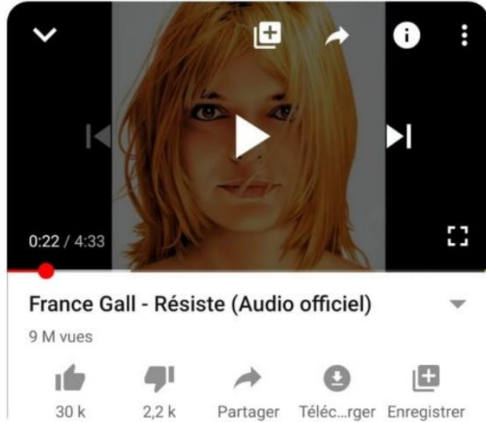 0:22 / 4:33
France Gall - Résiste (Audio officiel)
9 M vues
30 k 2,2 k Partager Téléc...rger Enregistrer